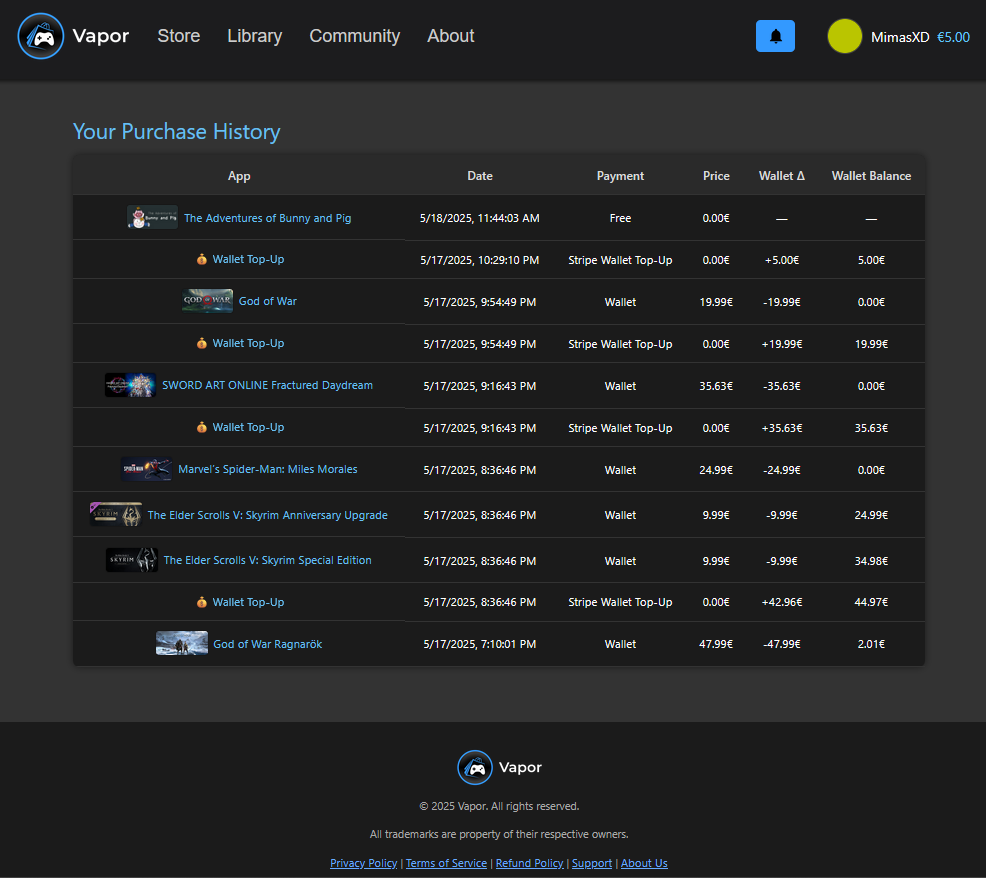 Vapor Store Library Community About MimasXD €5.00
Your Purchase History
App Date Payment Price Wallet Δ Wallet Balance
The Adventures of Bunny and Pig 5/18/2025, 11:44:03 AM Free 0.00€ — —
Wallet Top-Up 5/17/2025, 10:29:10 PM Stripe Wallet Top-Up 0.00€ +5.00€ 5.00€
GOD OF WAR God of War 5/17/2025, 9:54:49 PM Wallet 19.99€ -19.99€ 0.00€
Wallet Top-Up 5/17/2025, 9:54:49 PM Stripe Wallet Top-Up 0.00€ +19.99€ 19.99€
SWORD ART ONLINE Fractured Daydream 5/17/2025, 9:16:43 PM Wallet 35.63€ -35.63€ 0.00€
Wallet Top-Up 5/17/2025, 9:16:43 PM Stripe Wallet Top-Up 0.00€ +35.63€ 35.63€
Marvel's Spider-Man: Miles Morales 5/17/2025, 8:36:46 PM Wallet 24.99€ -24.99€ 0.00€
SKYRIM The Elder Scrolls V: Skyrim Anniversary Upgrade 5/17/2025, 8:36:46 PM Wallet 9.99€ -9.99€ 24.99€
SKYRIM The Elder Scrolls V: Skyrim Special Edition 5/17/2025, 8:36:46 PM Wallet 9.99€ -9.99€ 34.98€
Wallet Top-Up 5/17/2025, 8:36:46 PM Stripe Wallet Top-Up 0.00€ +42.96€ 44.97€
God of War Ragnarök 5/17/2025, 7:10:01 PM Wallet 47.99€ -47.99€ 2.01€
Vapor
© 2025 Vapor. All rights reserved.
All trademarks are property of their respective owners.
Privacy Policy | Terms of Service | Refund Policy | Support | About Us